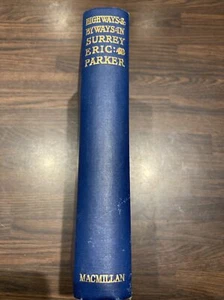 HIGHWAYS &
BYWAYS IN
SURREY
ERIC:
PARKER
MACMILLAN